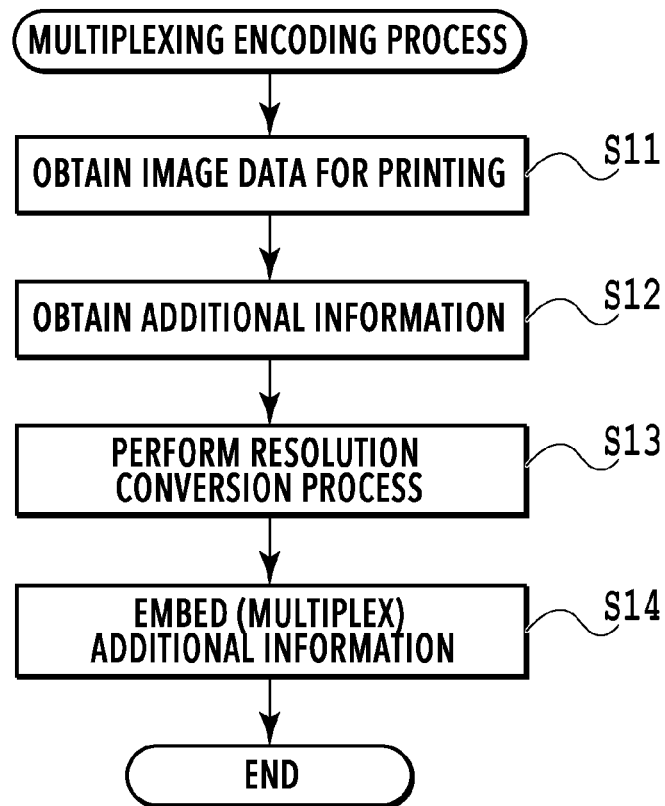 MULTIPLEXING ENCODING PROCESS
OBTAIN IMAGE DATA FOR PRINTING
S11
OBTAIN ADDITIONAL INFORMATION
S12
PERFORM RESOLUTION
CONVERSION PROCESS
S13
EMBED (MULTIPLEX)
ADDITIONAL INFORMATION
S14
END